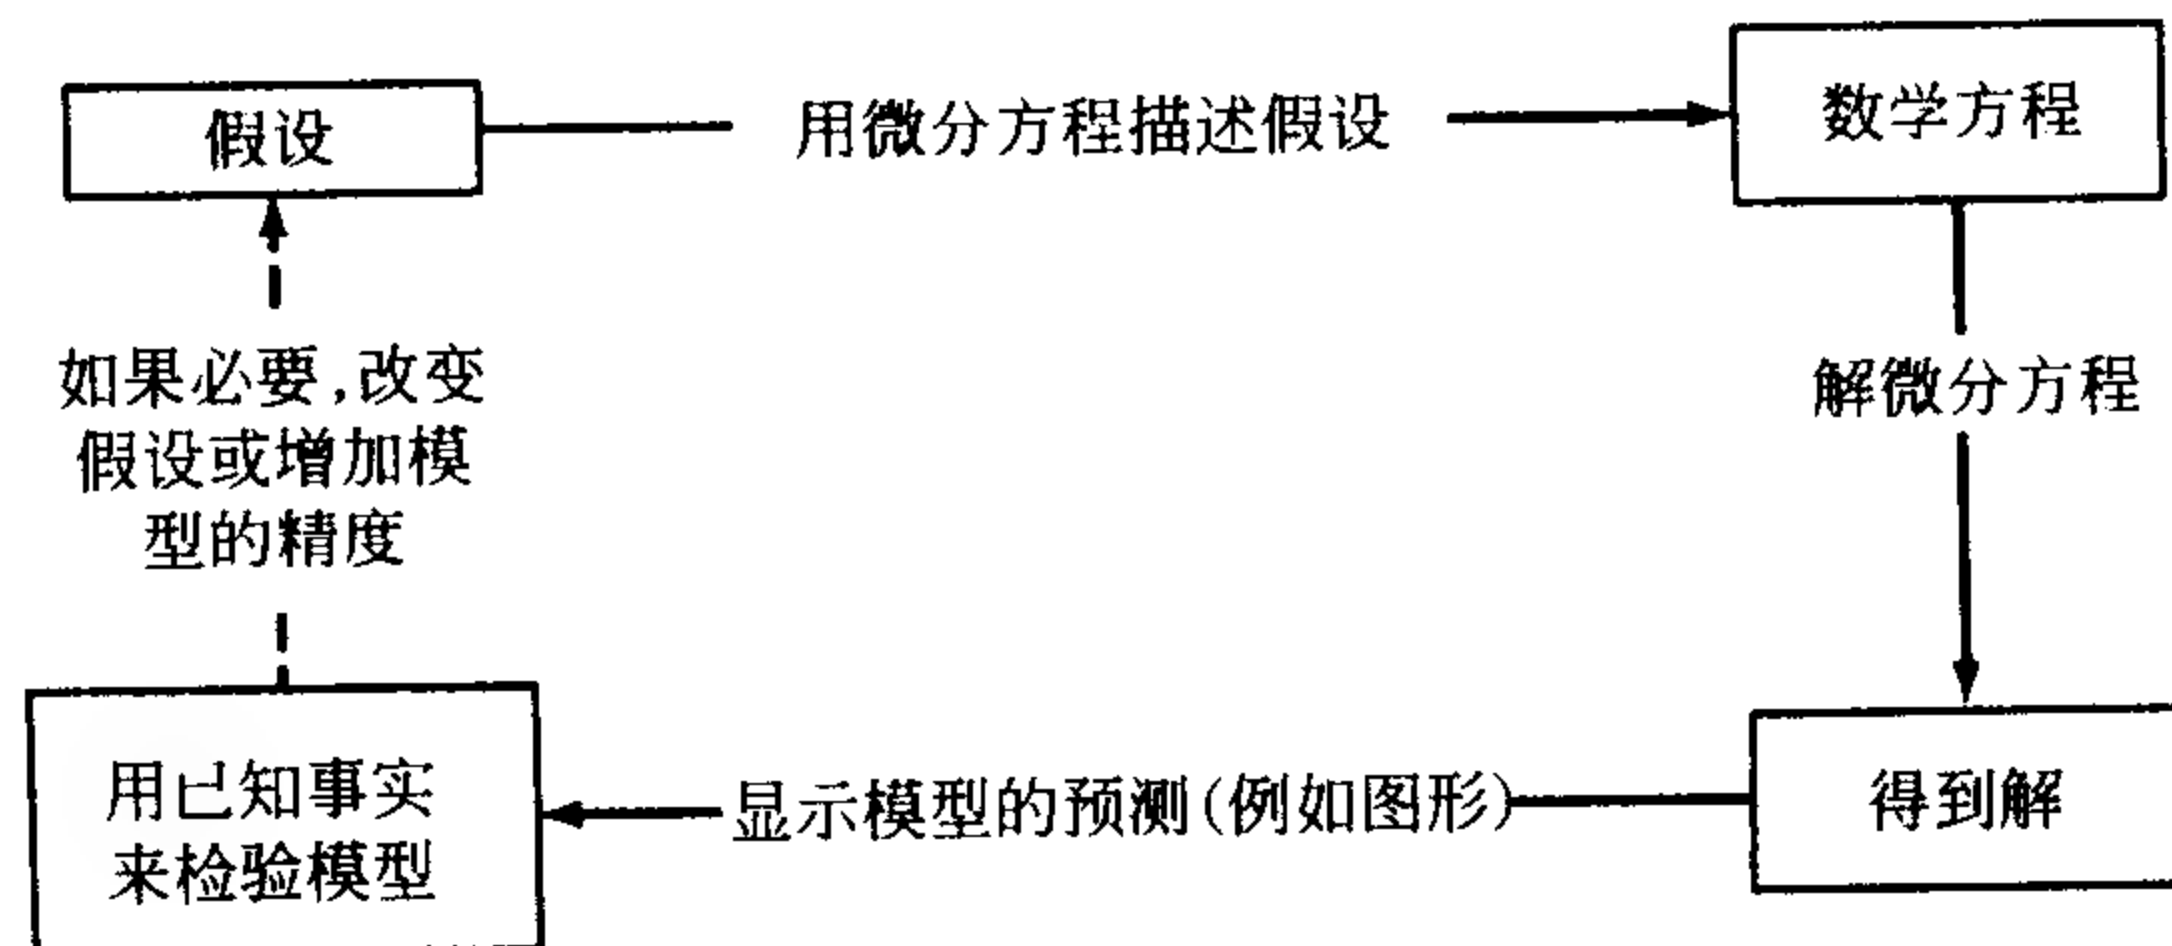 假设
用微分方程描述假设
数学方程
如果必要,改变
假设或增加模
型的精度
解微分方程
用已知事实
来检验模型
显示模型的预测(例如图形)
得到解